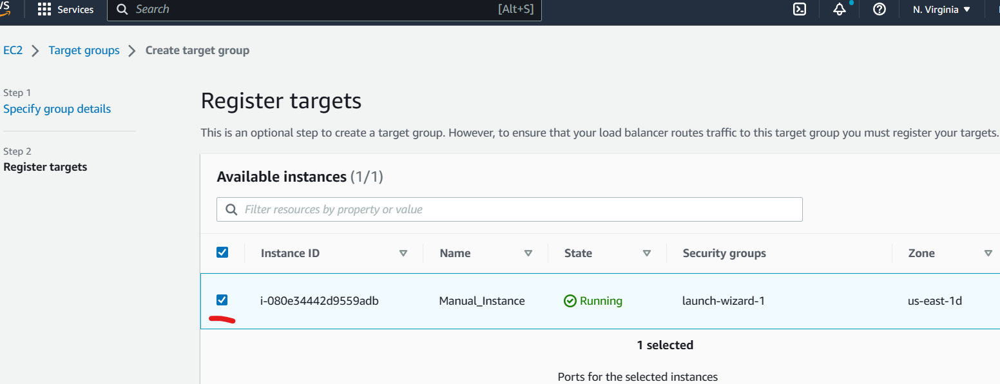 Services
Search [Alt+S]
N. Virginia
EC2 > Target groups > Create target group
Step 1
Specify group details
Step 2
Register targets
Register targets
This is an optional step to create a target group. However, to ensure that your load balancer routes traffic to this target group you must register your targets.
Available instances (1/1)
Filter resources by property or value
Instance ID Name State Security groups Zone
i-080e34442d9559adb Manual_Instance Running launch-wizard-1 us-east-1d
1 selected
Ports for the selected instances